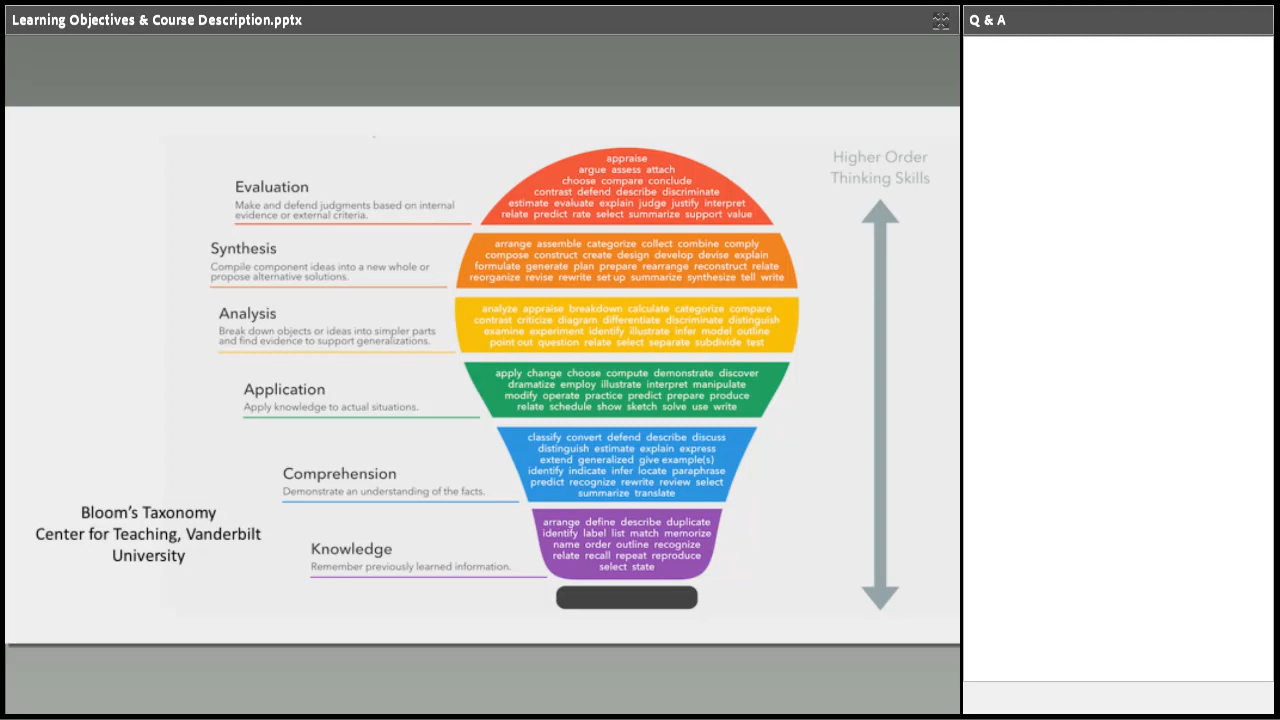 Learning Objectives & Course Description.pptx
Q & A
Higher Order
Thinking Skills
Evaluation
Make and defend judgments based on internal
evidence or external criteria.
appraise
argue assess attach
choose compare conclude
contrast defend describe discriminate
estimate evaluate explain judge justify interpret
relate predict rate select summarize support value
Synthesis
Compile component ideas into a new whole or
propose alternative solutions.
arrange assemble categorize collect combine comply
compose construct create design develop devise explain
formulate generate plan prepare rearrange reconstruct relate
reorganize revise rewrite set up summarize synthesize tell write
Analysis
Break down objects or ideas into simpler parts
and find evidence to support generalizations.
analyze appraise breakdown calculate categorize compare
contrast criticize diagram differentiate discriminate distinguish
examine experiment identify illustrate infer model outline
point out question relate select separate subdivide test
Application
Apply knowledge to actual situations.
apply change choose compute demonstrate discover
dramatize employ illustrate interpret manipulate
modify operate practice predict prepare produce
relate schedule show sketch solve use write
Comprehension
Demonstrate an understanding of the facts.
classify convert defend describe discuss
distinguish estimate explain express
extend generalized give example(s)
identify indicate infer locate paraphrase
predict recognize rewrite review select
summarize translate
Knowledge
Remember previously learned information.
arrange define describe duplicate
identify label list match memorize
name order outline recognize
relate recall repeat reproduce
select state
Bloom's Taxonomy
Center for Teaching, Vanderbilt
University